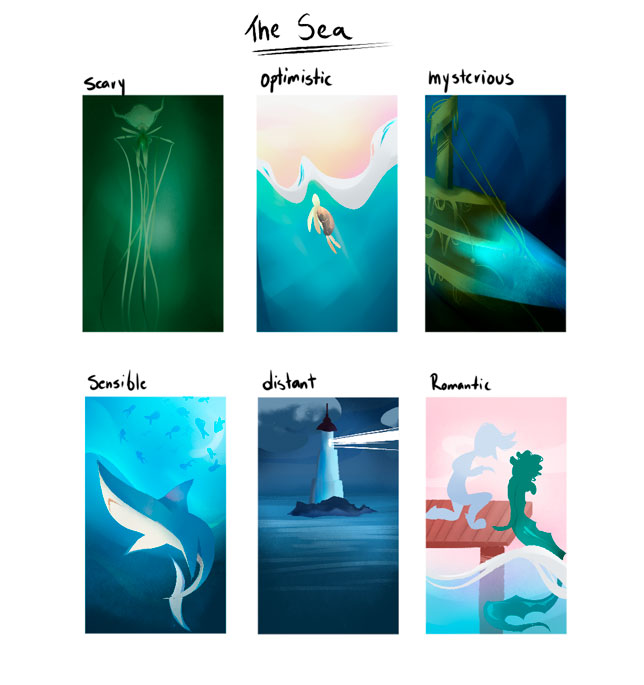 The Sea
scary
optimistic
mysterious
Sensible
distant
Romantic